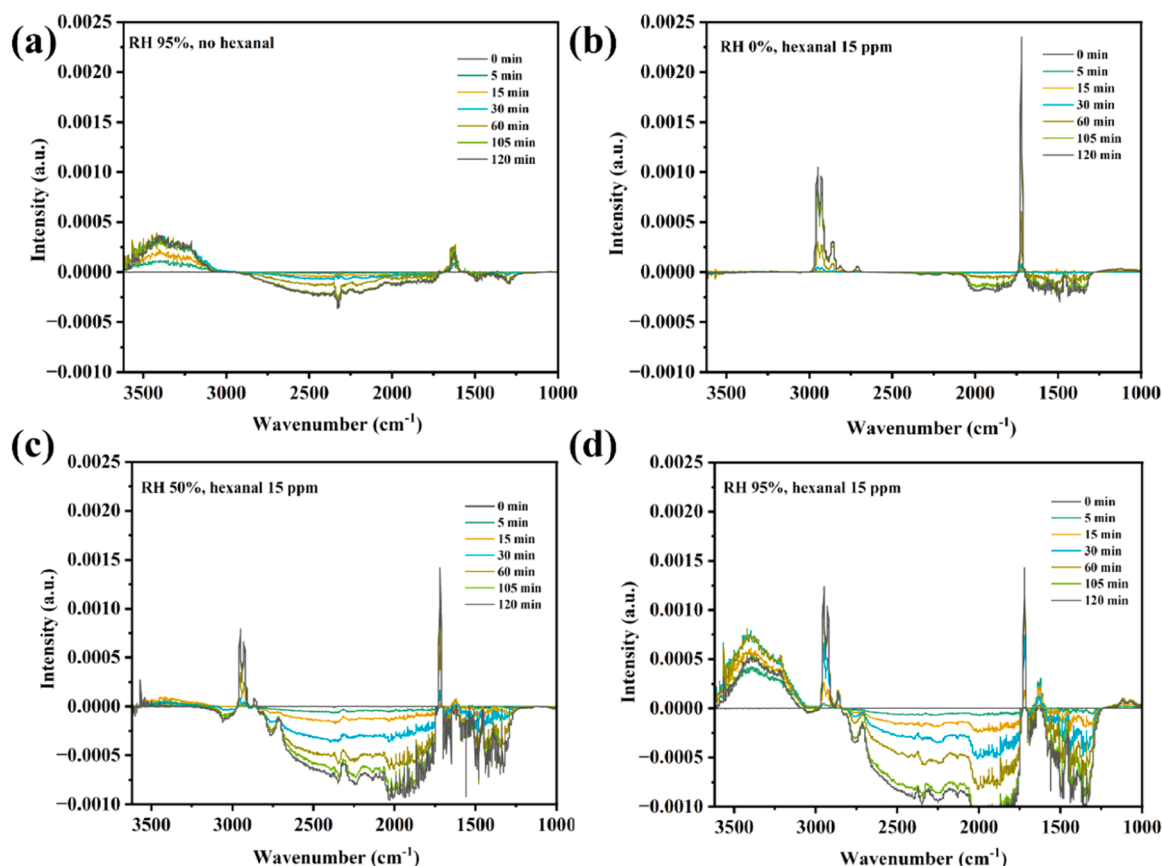 (a)
RH 95%, no hexanal
0 min
5 min
15 min
30 min
60 min
105 min
120 min
0.0025
0.0020
0.0015
0.0010
0.0005
0.0000
−0.0005
−0.0010
Intensity (a.u.)
3500 3000 2500 2000 1500 1000
Wavenumber (cm⁻¹)
(b)
RH 0%, hexanal 15 ppm
0 min
5 min
15 min
30 min
60 min
105 min
120 min
0.0025
0.0020
0.0015
0.0010
0.0005
0.0000
−0.0005
−0.0010
Intensity (a.u.)
3500 3000 2500 2000 1500 1000
Wavenumber (cm⁻¹)
(c)
RH 50%, hexanal 15 ppm
0 min
5 min
15 min
30 min
60 min
105 min
120 min
0.0025
0.0020
0.0015
0.0010
0.0005
0.0000
−0.0005
−0.0010
Intensity (a.u.)
3500 3000 2500 2000 1500 1000
Wavenumber (cm⁻¹)
(d)
RH 95%, hexanal 15 ppm
0 min
5 min
15 min
30 min
60 min
105 min
120 min
0.0025
0.0020
0.0015
0.0010
0.0005
0.0000
−0.0005
−0.0010
Intensity (a.u.)
3500 3000 2500 2000 1500 1000
Wavenumber (cm⁻¹)